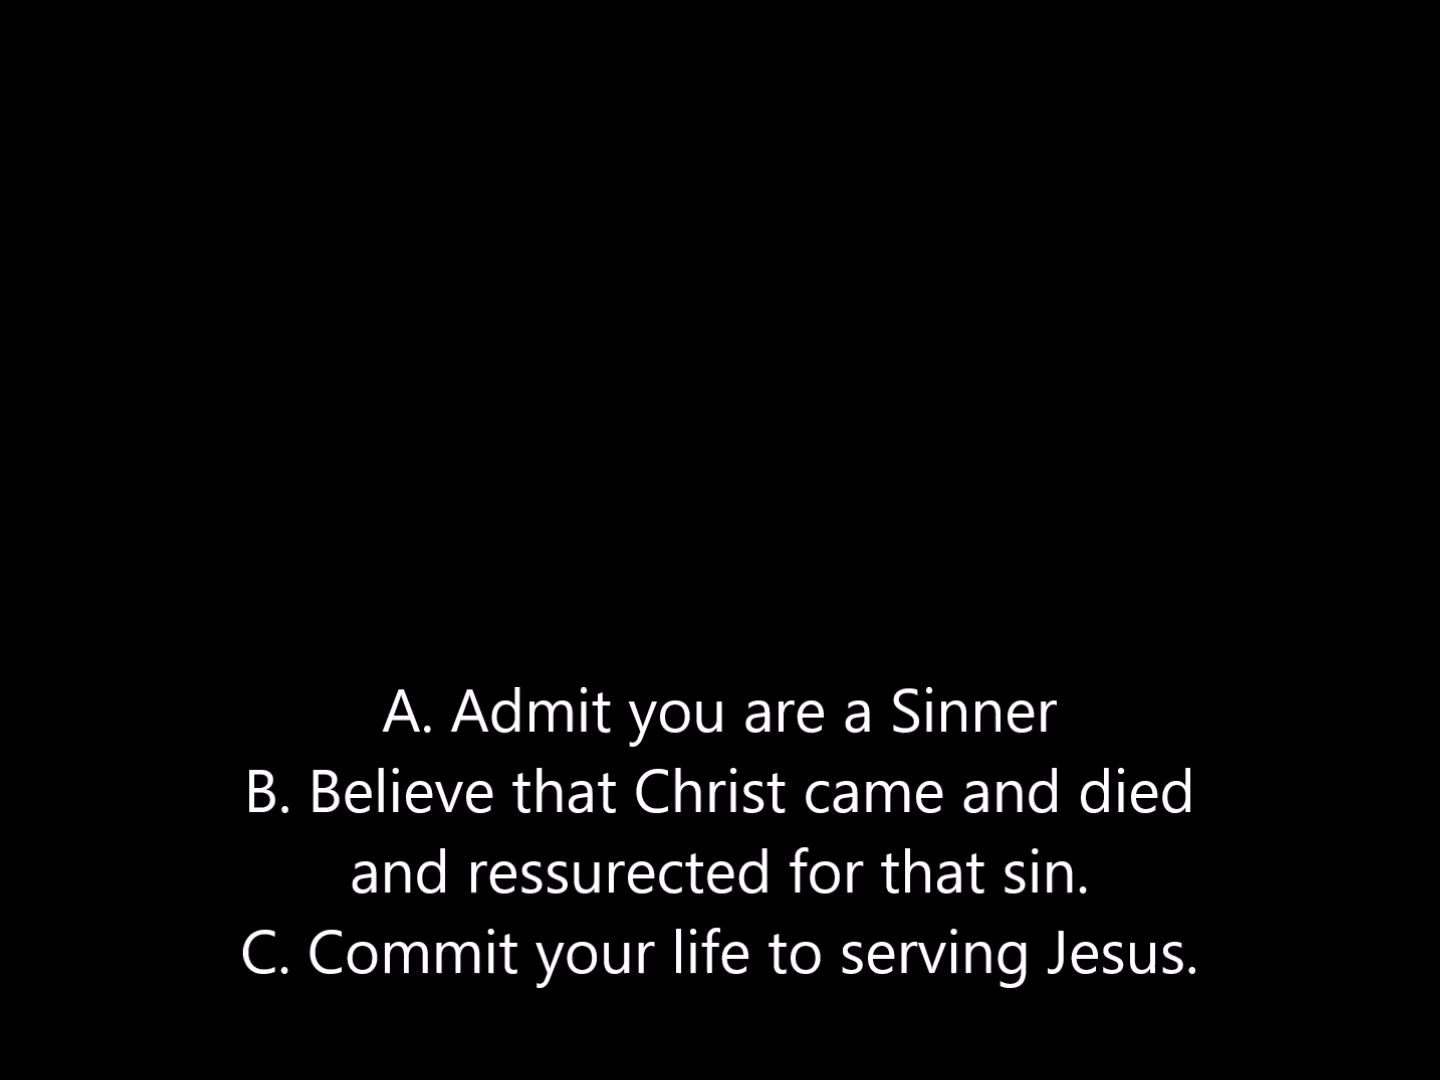 A. Admit you are a Sinner
B. Believe that Christ came and died
and ressurected for that sin.
C. Commit your life to serving Jesus.